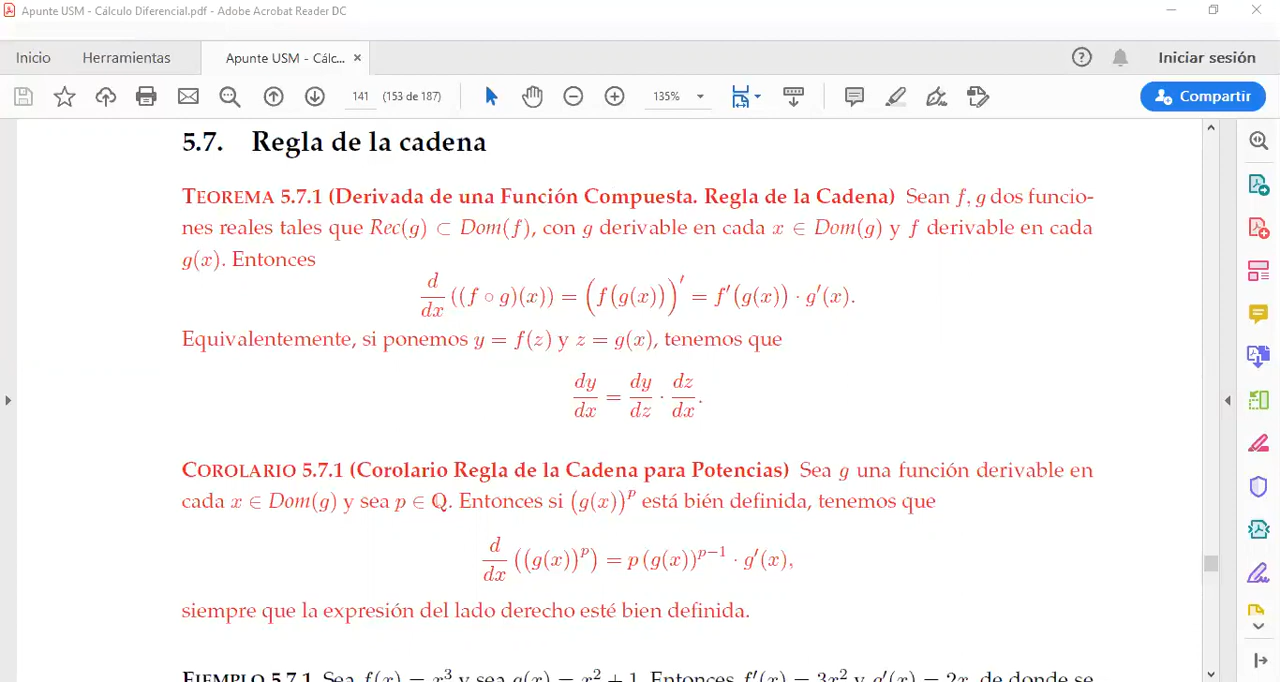 Apunte USM - Cálculo Diferencial.pdf - Adobe Acrobat Reader DC
Inicio Herramientas Apunte USM - Cálc... × Iniciar sesión
141 (153 de 187) 135% Compartir
5.7. Regla de la cadena
TEOREMA 5.7.1 (Derivada de una Función Compuesta. Regla de la Cadena) Sean f, g dos funcio-
nes reales tales que Rec(g) ⊂ Dom(f), con g derivable en cada x ∈ Dom(g) y f derivable en cada
g(x). Entonces
d/dx ((f ∘ g)(x)) = (f(g(x)))′ = f′(g(x)) · g′(x).
Equivalentemente, si ponemos y = f(z) y z = g(x), tenemos que
dy/dx = dy/dz · dz/dx.
COROLARIO 5.7.1 (Corolario Regla de la Cadena para Potencias) Sea g una función derivable en
cada x ∈ Dom(g) y sea p ∈ ℚ. Entonces si (g(x))^p está bién definida, tenemos que
d/dx ((g(x))^p) = p (g(x))^{p−1} · g′(x),
siempre que la expresión del lado derecho esté bien definida.
EJEMPLO 5.7.1 Sea f(x) = x³ y sea g(x) = x² + 1. Entonces f′(x) = 3x² y g′(x) = 2x, de donde se